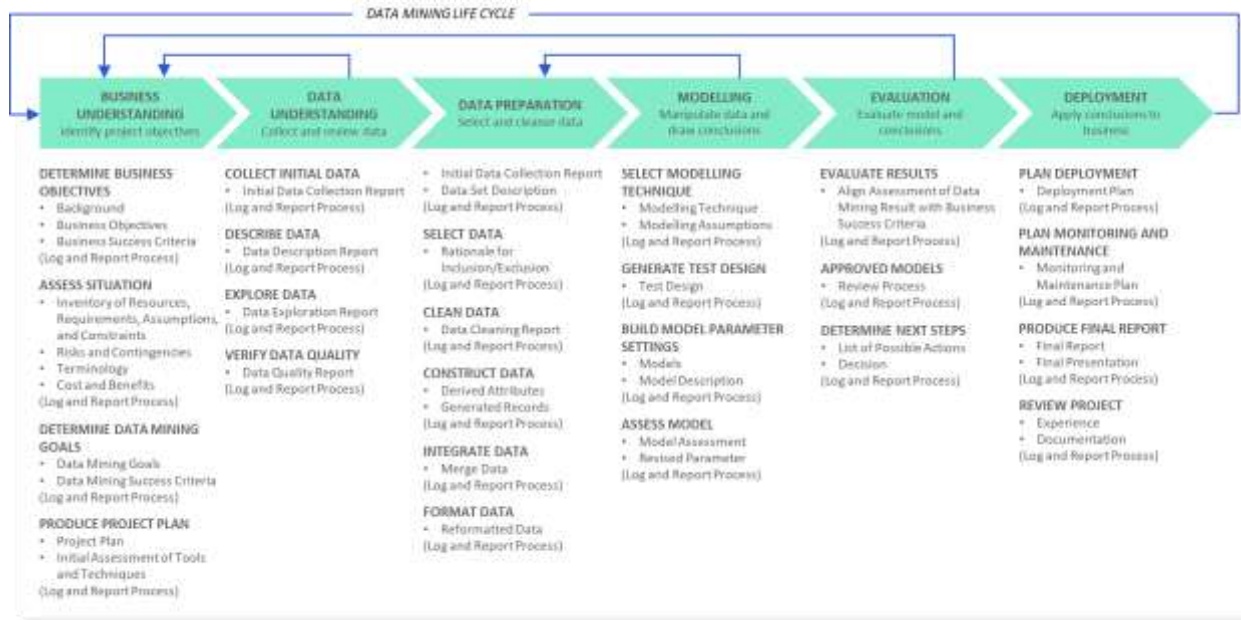 DATA MINING LIFE CYCLE
BUSINESS
UNDERSTANDING
Identify project objectives
DATA
UNDERSTANDING
Collect and review data
DATA PREPARATION
Select and cleanse data
MODELLING
Manipulate data and
draw conclusions
EVALUATION
Evaluate model and
conclusions
DEPLOYMENT
Apply conclusions to
business
DETERMINE BUSINESS
OBJECTIVES
• Background
• Business Objectives
• Business Success Criteria
(Log and Report Process)
ASSESS SITUATION
• Inventory of Resources,
Requirements, Assumptions,
and Constraints
• Risks and Contingencies
• Terminology
• Cost and Benefits
(Log and Report Process)
DETERMINE DATA MINING
GOALS
• Data Mining Goals
• Data Mining Success Criteria
(Log and Report Process)
PRODUCE PROJECT PLAN
• Project Plan
• Initial Assessment of Tools
and Techniques
(Log and Report Process)
COLLECT INITIAL DATA
• Initial Data Collection Report
(Log and Report Process)
DESCRIBE DATA
• Data Description Report
(Log and Report Process)
EXPLORE DATA
• Data Exploration Report
(Log and Report Process)
VERIFY DATA QUALITY
• Data Quality Report
(Log and Report Process)
• Initial Data Collection Report
• Data Set Description
(Log and Report Process)
SELECT DATA
• Rationale for
Inclusion/Exclusion
(Log and Report Process)
CLEAN DATA
• Data Cleaning Report
(Log and Report Process)
CONSTRUCT DATA
• Derived Attributes
• Generated Records
(Log and Report Process)
INTEGRATE DATA
• Merge Data
(Log and Report Process)
FORMAT DATA
• Reformatted Data
(Log and Report Process)
SELECT MODELLING
TECHNIQUE
• Modelling Technique
• Modelling Assumptions
(Log and Report Process)
GENERATE TEST DESIGN
• Test Design
(Log and Report Process)
BUILD MODEL PARAMETER
SETTINGS
• Models
• Model Description
(Log and Report Process)
ASSESS MODEL
• Model Assessment
• Revised Parameter
(Log and Report Process)
EVALUATE RESULTS
• Align Assessment of Data
Mining Result with Business
Success Criteria
(Log and Report Process)
APPROVED MODELS
• Review Process
(Log and Report Process)
DETERMINE NEXT STEPS
• List of Possible Actions
• Decision
(Log and Report Process)
PLAN DEPLOYMENT
• Deployment Plan
(Log and Report Process)
PLAN MONITORING AND
MAINTENANCE
• Monitoring and
Maintenance Plan
(Log and Report Process)
PRODUCE FINAL REPORT
• Final Report
• Final Presentation
(Log and Report Process)
REVIEW PROJECT
• Experience
• Documentation
(Log and Report Process)